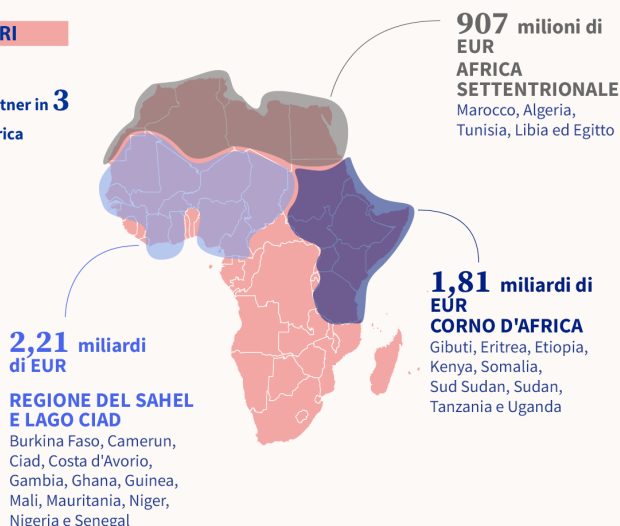 RI
tner in 3
rica
907 milioni di
EUR
AFRICA
SETTENTRIONALE
Marocco, Algeria,
Tunisia, Libia ed Egitto
1,81 miliardi di
EUR
CORNO D'AFRICA
Gibuti, Eritrea, Etiopia,
Kenya, Somalia,
Sud Sudan, Sudan,
Tanzania e Uganda
2,21 miliardi
di EUR
REGIONE DEL SAHEL
E LAGO CIAD
Burkina Faso, Camerun,
Ciad, Costa d'Avorio,
Gambia, Ghana, Guinea,
Mali, Mauritania, Niger,
Nigeria e Senegal